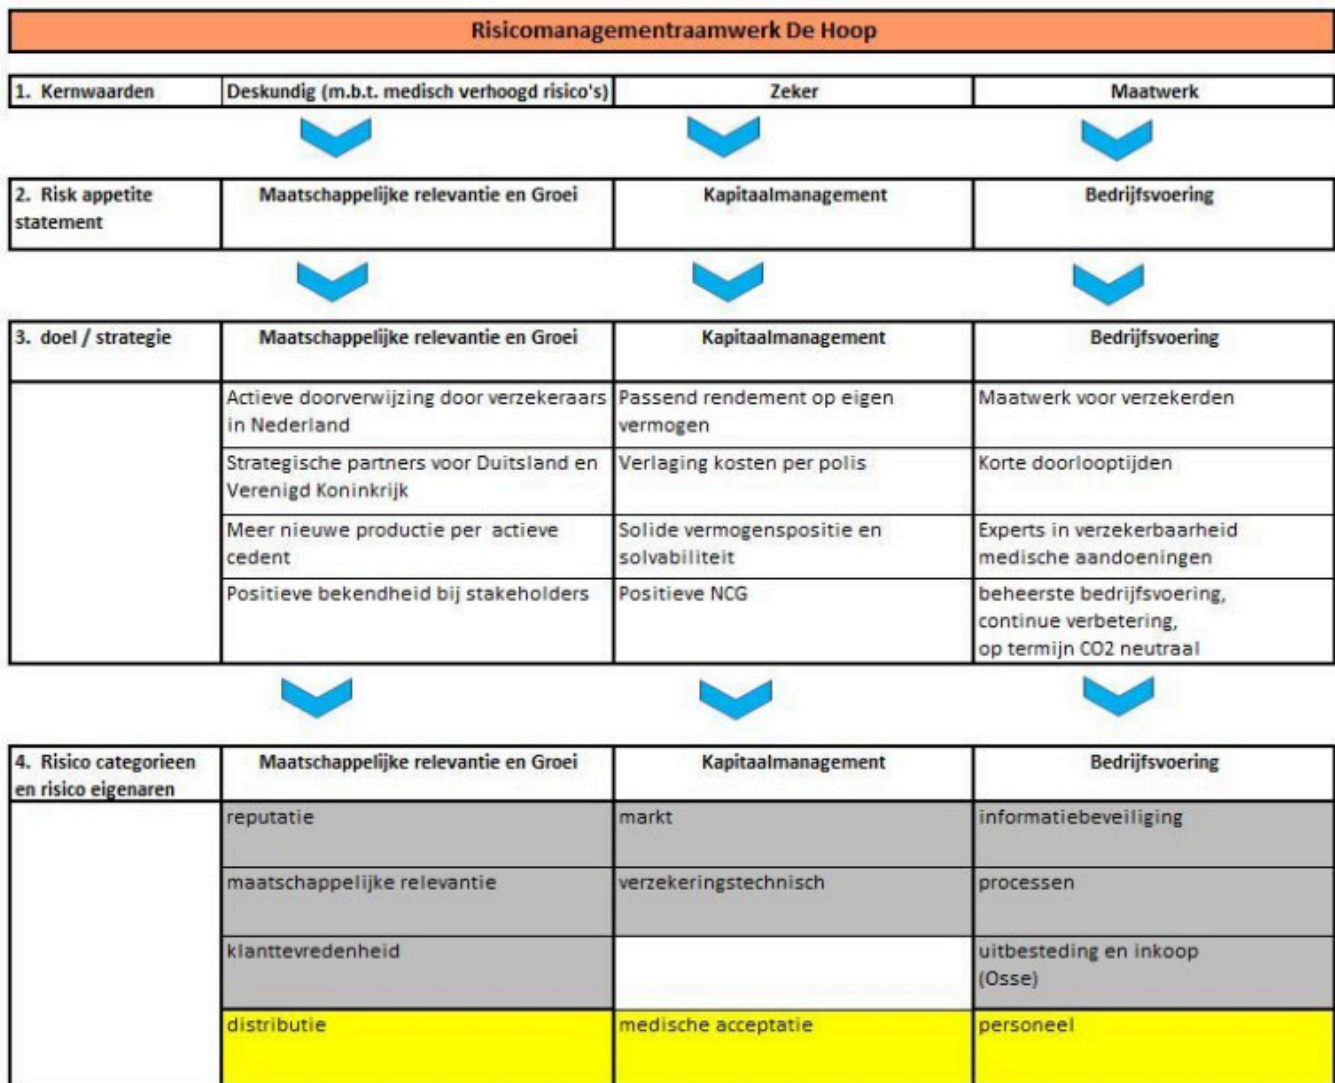 Risicomanagementraamwerk De Hoop
1. Kernwaarden
Deskundig (m.b.t. medisch verhoogd risico's)
Zeker
Maatwerk
2. Risk appetite
statement
Maatschappelijke relevantie en Groei
Kapitaalmanagement
Bedrijfsvoering
3. doel / strategie
Maatschappelijke relevantie en Groei
Kapitaalmanagement
Bedrijfsvoering
Actieve doorverwijzing door verzekeraars
in Nederland
Passend rendement op eigen
vermogen
Maatwerk voor verzekerden
Strategische partners voor Duitsland en
Verenigd Koninkrijk
Verlaging kosten per polis
Korte doorlooptijden
Meer nieuwe productie per actieve
cedent
Solide vermogenspositie en
solvabiliteit
Experts in verzekerbaarheid
medische aandoeningen
Positieve bekendheid bij stakeholders
Positieve NCG
beheerste bedrijfsvoering,
continue verbetering,
op termijn CO2 neutraal
4. Risico categorieen
en risico eigenaren
Maatschappelijke relevantie en Groei
Kapitaalmanagement
Bedrijfsvoering
reputatie
markt
informatiebeveiliging
maatschappelijke relevantie
verzekeringstechnisch
processen
klanttevredenheid
uitbesteding en inkoop
(Osse)
distributie
medische acceptatie
personeel